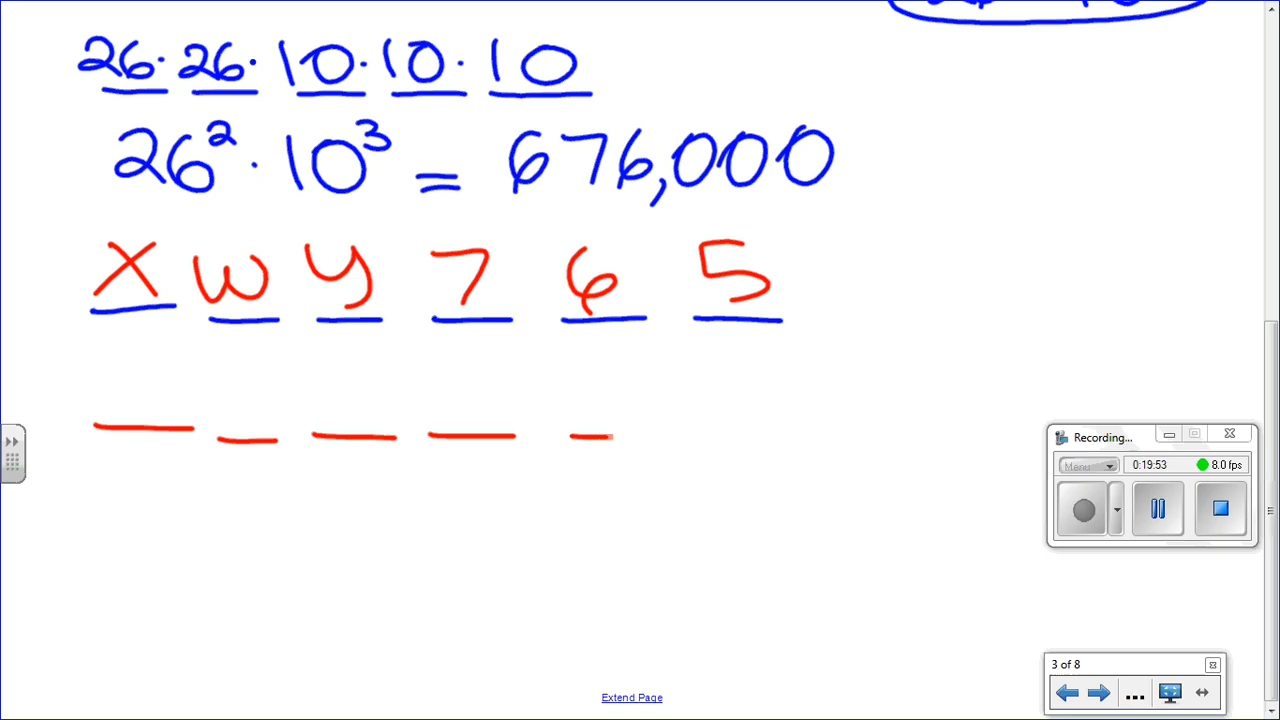 26 · 26 · 10 · 10 · 10
26² · 10³ = 676,000
X W Y 7 6 5
Recording...
Menu
0:19:53
8.0 fps
3 of 8
...
Extend Page